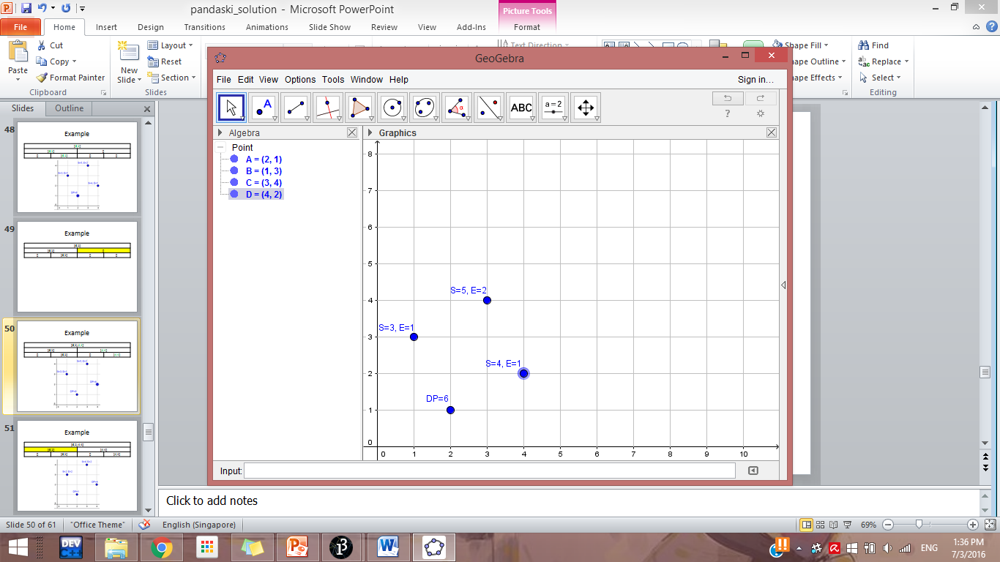 pandaski_solution - Microsoft PowerPoint
Picture Tools
File Home Insert Design Transitions Animations Slide Show Review View Add-Ins Format
Paste
Cut
Copy
Format Painter
Clipboard
New
Slide
Layout
Reset
Section
Slides
Text Direction
Shape Fill
Shape Outline
Shape Effects
Find
Replace
Select
Editing
Slides Outline
48
Example
49
Example
50
Example
51
Example
GeoGebra
File Edit View Options Tools Window Help
Sign in...
A
ABC
a = 2
Algebra
Graphics
Point
A = (2, 1)
B = (1, 3)
C = (3, 4)
D = (4, 2)
8
7
6
5
S=5, E=2
4
S=3, E=1
3
S=4, E=1
2
DP=6
1
0
0 1 2 3 4 5 6 7 8 9 10
Input:
Click to add notes
Slide 50 of 61 "Office Theme" English (Singapore) 69%
DEV
C++
ENG
1:36 PM
7/3/2016